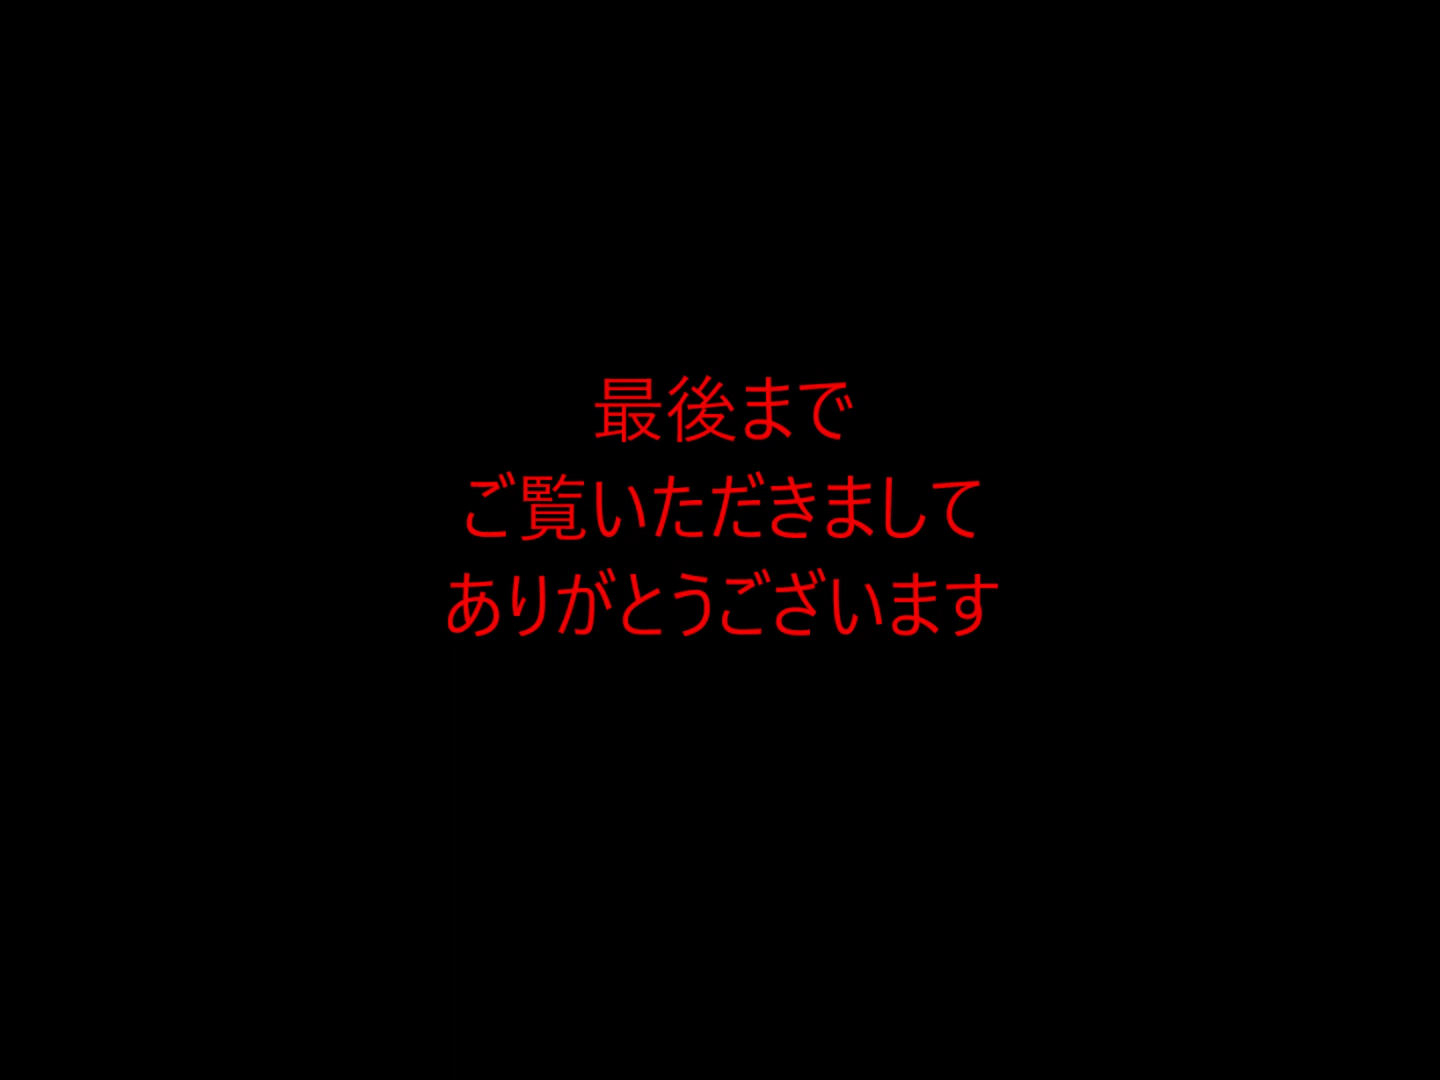 最後まで
ご覧いただきまして
ありがとうございます